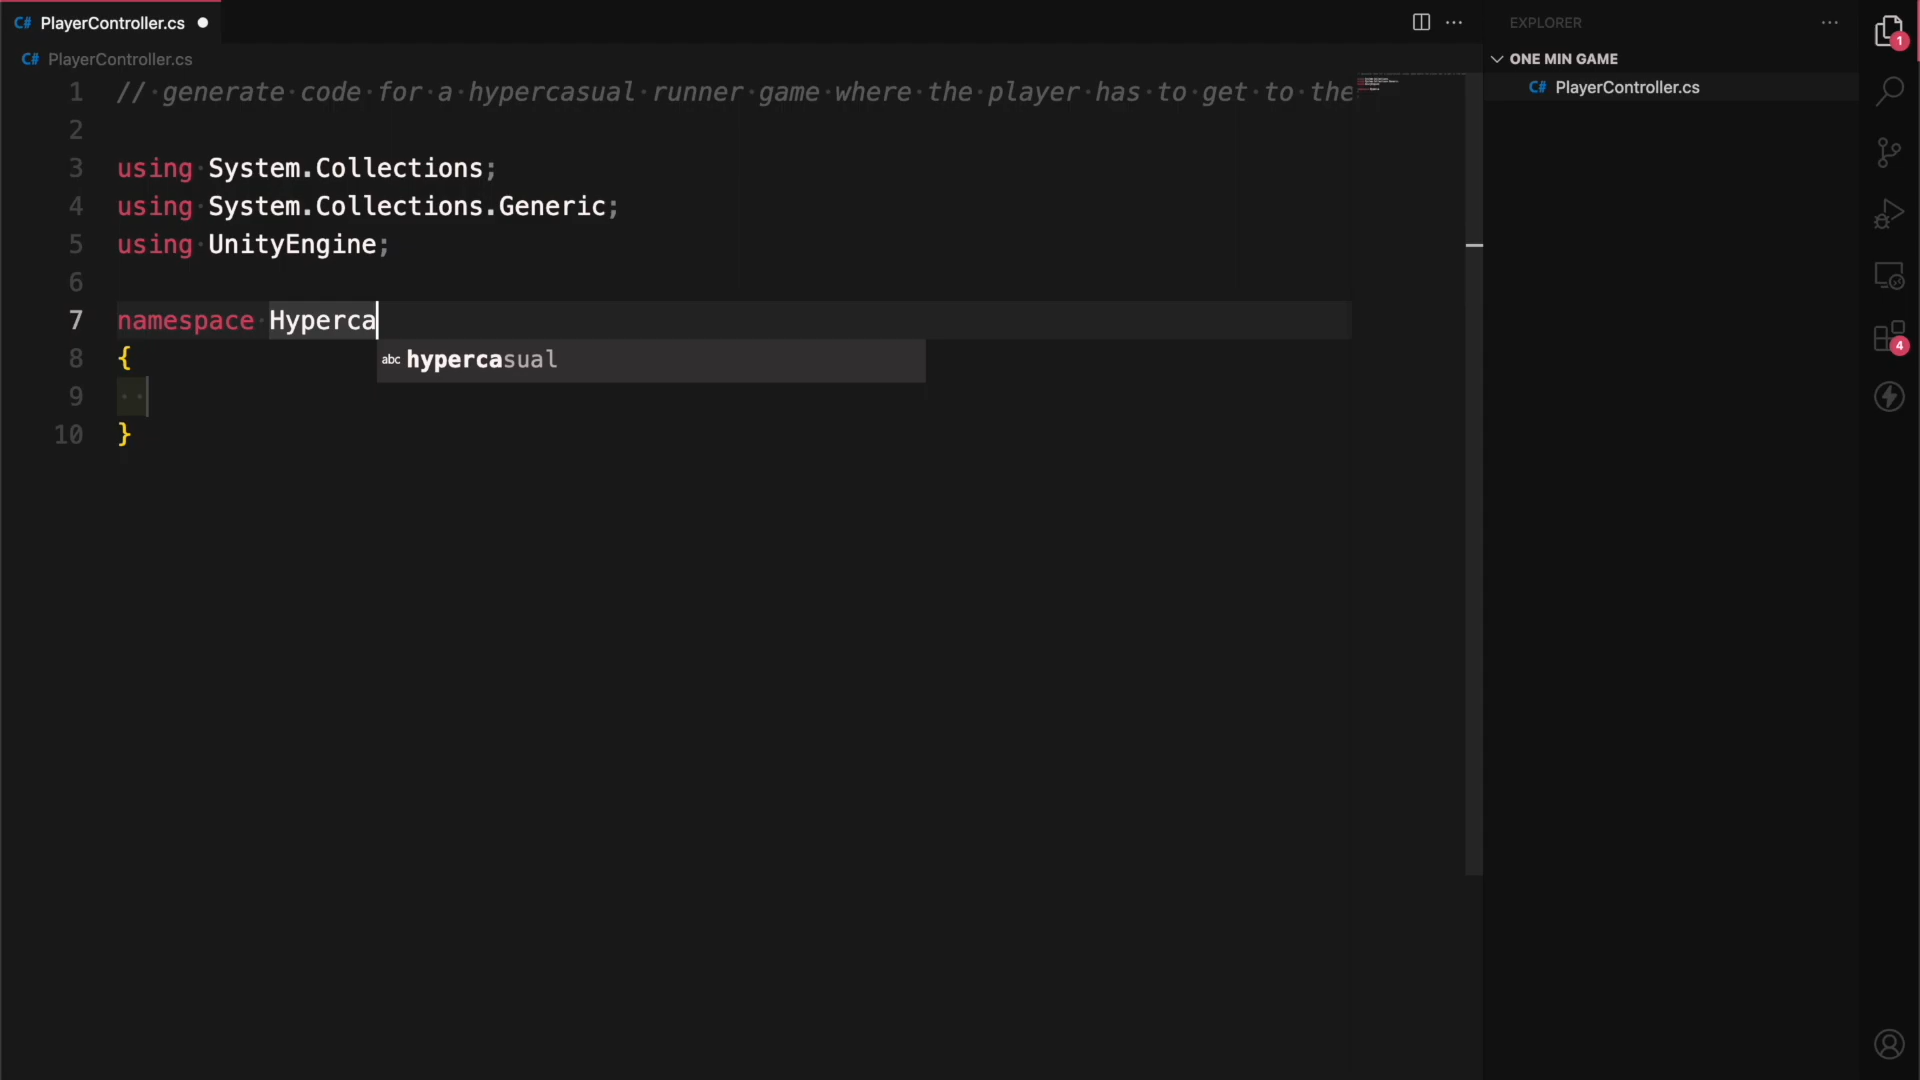 C# PlayerController.cs
EXPLORER
C# PlayerController.cs
ONE MIN GAME
C# PlayerController.cs
1 // generate code for a hypercasual runner game where the player has to get to the
2
3 using System.Collections;
4 using System.Collections.Generic;
5 using UnityEngine;
6
7 namespace Hyperca
8 {
abc hypercasual
9
10 }
1
4